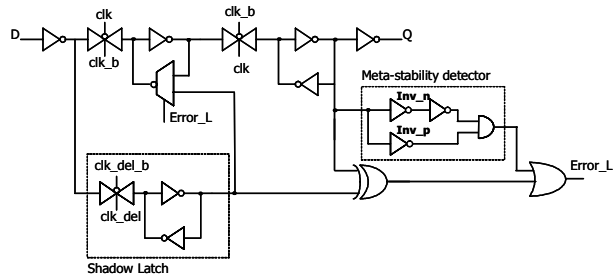 clk
clk_b
D
Q
clk_b
clk
Meta-stability detector
Inv_n
Error_L
Inv_p
clk_del_b
Error_L
clk_del
Shadow Latch